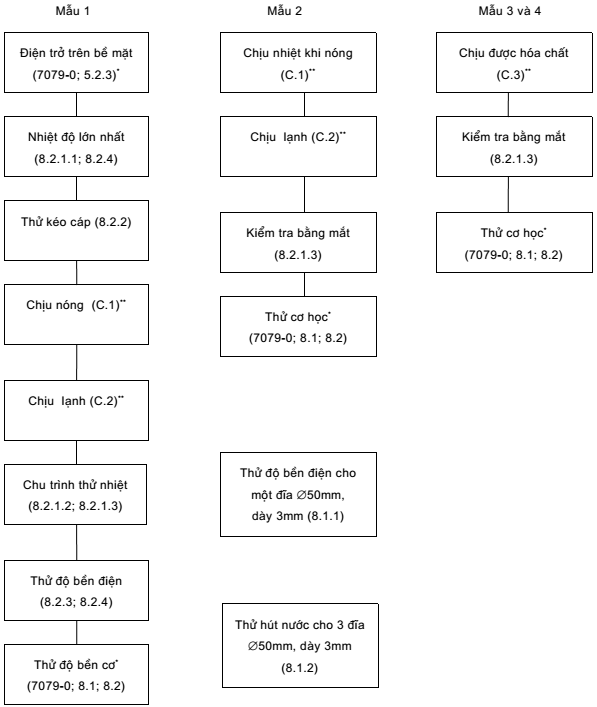 Mẫu 1
Điện trở trên bề mặt
(7079-0; 5.2.3)*
Nhiệt độ lớn nhất
(8.2.1.1; 8.2.4)
Thử kéo cáp (8.2.2)
Chịu nóng (C.1)**
Chịu lạnh (C.2)**
Chu trình thử nhiệt
(8.2.1.2; 8.2.1.3)
Thử độ bền điện
(8.2.3; 8.2.4)
Thử độ bền cơ*
(7079-0; 8.1; 8.2)
Mẫu 2
Chịu nhiệt khi nóng
(C.1)**
Chịu lạnh (C.2)**
Kiểm tra bằng mắt
(8.2.1.3)
Thử cơ học*
(7079-0; 8.1; 8.2)
Thử độ bền điện cho
một đĩa ∅50mm,
dày 3mm (8.1.1)
Thử hút nước cho 3 đĩa
∅50mm, dày 3mm
(8.1.2)
Mẫu 3 và 4
Chịu được hóa chất
(C.3)**
Kiểm tra bằng mắt
(8.2.1.3)
Thử cơ học*
(7079-0; 8.1; 8.2)